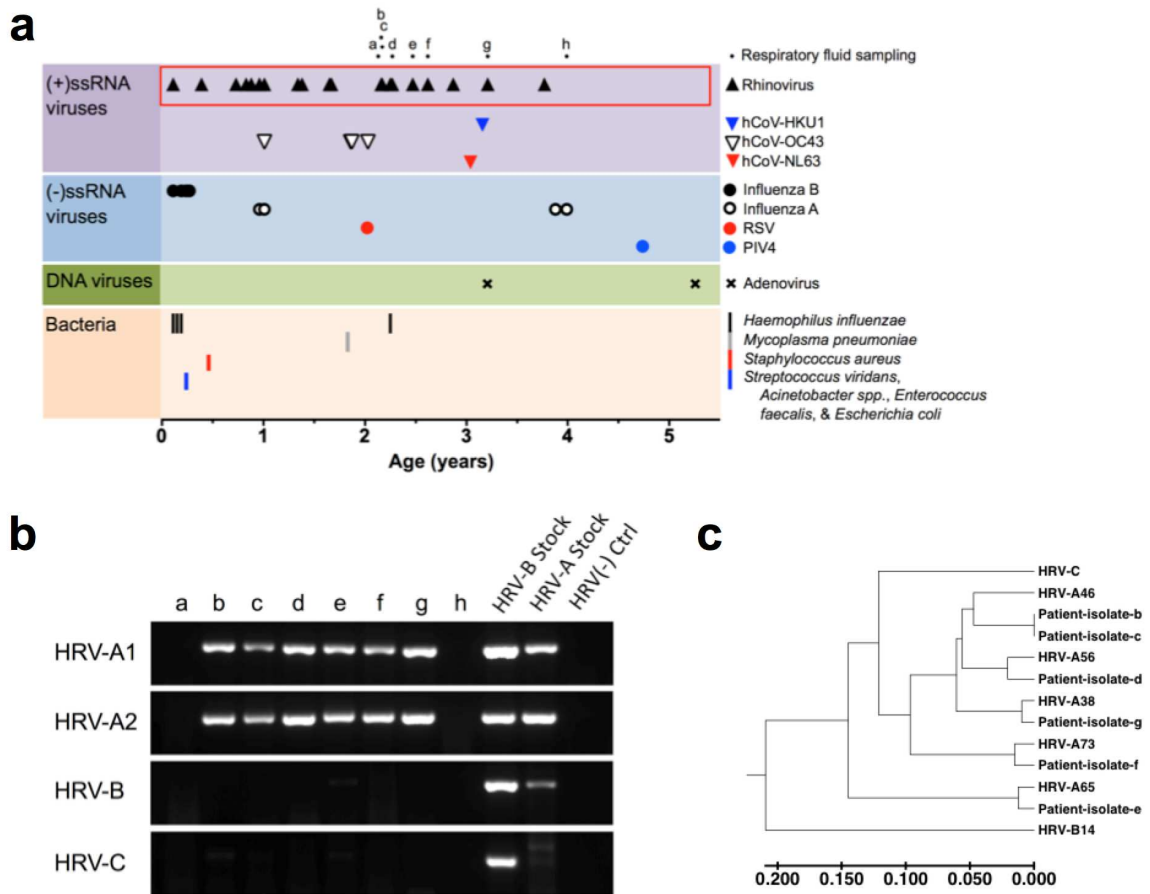 a
b
c
a d e f g h
Respiratory fluid sampling
(+)ssRNA
viruses
Rhinovirus
hCoV-HKU1
hCoV-OC43
hCoV-NL63
(-)ssRNA
viruses
Influenza B
Influenza A
RSV
PIV4
DNA viruses
Adenovirus
Bacteria
Haemophilus influenzae
Mycoplasma pneumoniae
Staphylococcus aureus
Streptococcus viridans,
Acinetobacter spp., Enterococcus
faecalis, & Escherichia coli
0 1 2 3 4 5
Age (years)
b
a b c d e f g h HRV-B Stock HRV-A Stock HRV(-) Ctrl
HRV-A1
HRV-A2
HRV-B
HRV-C
c
HRV-C
HRV-A46
Patient-isolate-b
Patient-isolate-c
HRV-A56
Patient-isolate-d
HRV-A38
Patient-isolate-g
HRV-A73
Patient-isolate-f
HRV-A65
Patient-isolate-e
HRV-B14
0.200 0.150 0.100 0.050 0.000